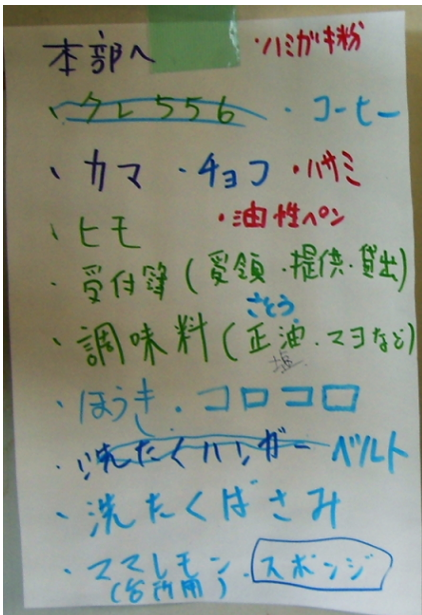 本部へ ・ハミガキ粉
・クレ556 ・コーヒー
・カマ ・チョコ ・ハサミ
・ヒモ ・油性ペン
・受付簿(受領・提供・貸出)
さとう
・調味料(正油・マヨなど)
塩
・ほうき ・コロコロ
・洗たくハンガー ベルト
・洗たくばさみ
・ママレモン ・スポンジ
(台所用)